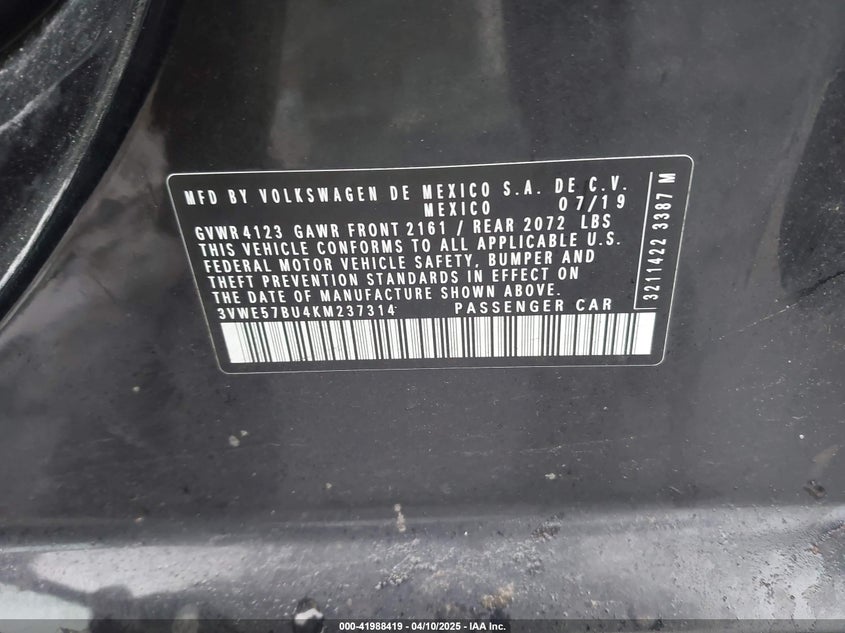 MFD BY VOLKSWAGEN DE MEXICO S.A. DE C.V.
MEXICO 07/19
GVWR 4123 GAWR FRONT 2161 / REAR 2072 LBS
THIS VEHICLE CONFORMS TO ALL APPLICABLE U.S.
FEDERAL MOTOR VEHICLE SAFETY, BUMPER AND
THEFT PREVENTION STANDARDS IN EFFECT ON
THE DATE OF MANUFACTURE SHOWN ABOVE.
3VWE57BU4KM237314 PASSENGER CAR
3211422 3387 M
000-41988419 - 04/10/2025 - IAA Inc.